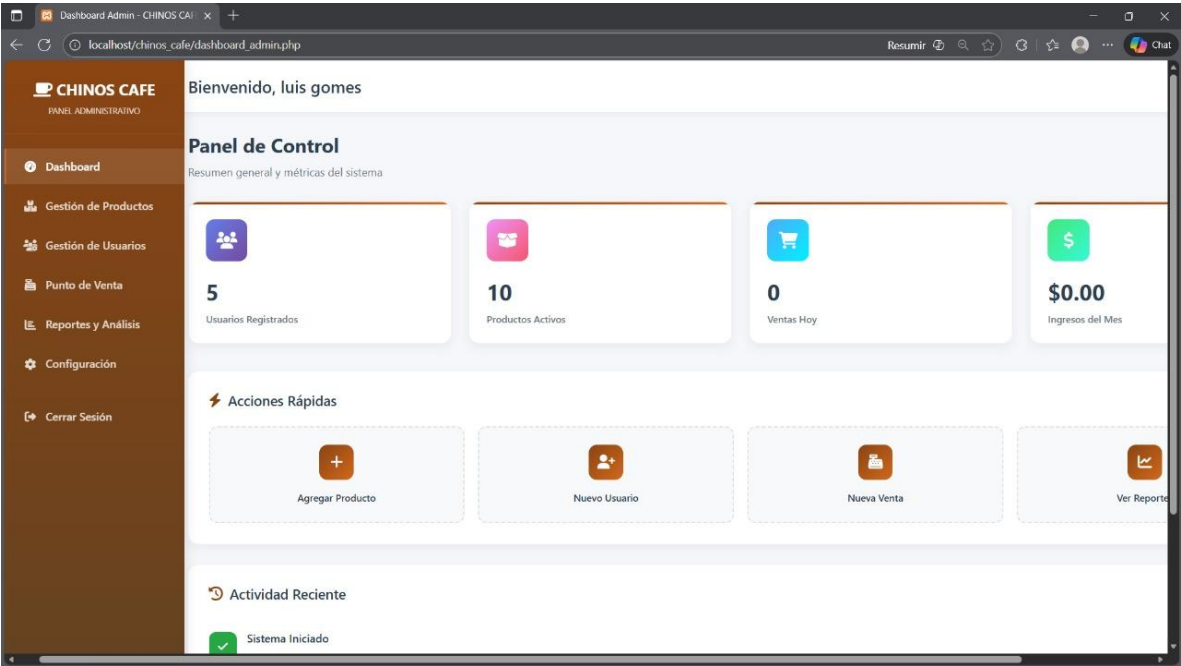 Dashboard Admin - CHINOS CAF
localhost/chinos_cafe/dashboard_admin.php
Resumir
Chat
CHINOS CAFE
PANEL ADMINISTRATIVO
Dashboard
Gestión de Productos
Gestión de Usuarios
Punto de Venta
Reportes y Análisis
Configuración
Cerrar Sesión
Bienvenido, luis gomes
Panel de Control
Resumen general y métricas del sistema
5
Usuarios Registrados
10
Productos Activos
0
Ventas Hoy
$0.00
Ingresos del Mes
Acciones Rápidas
Agregar Producto
Nuevo Usuario
Nueva Venta
Ver Reporte
Actividad Reciente
Sistema Iniciado